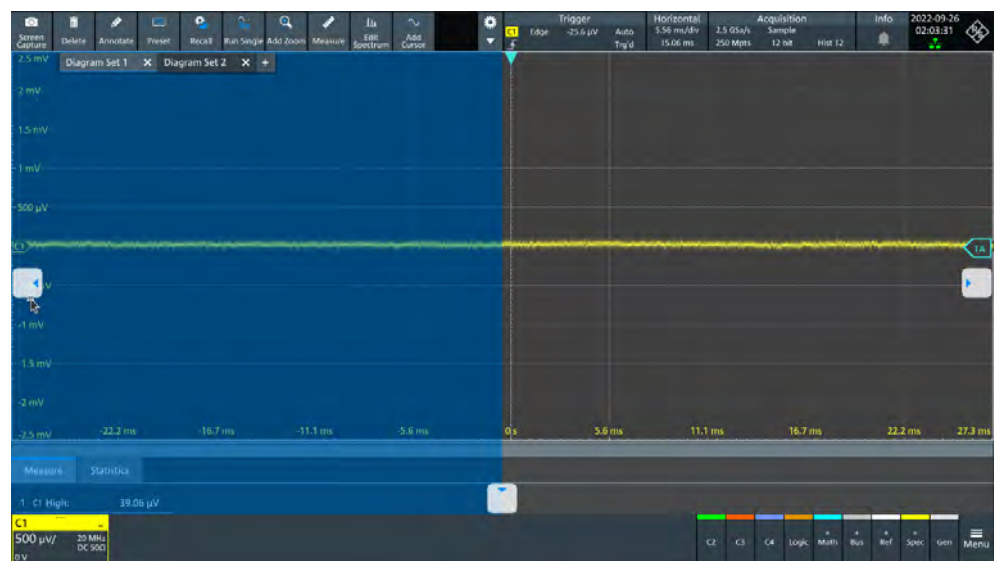 Trigger Horizontal Acquisition Info 2022-09-26
C1 Edge -25.6 µV Auto 5.56 ms/div 2.5 GSa/s Sample 02:03:31
Trg'd 15.06 ms 250 Mpts 12 bit Hist 12
Screen Capture Delete Annotate Preset Recall Run Single Add Zoom Measure Edit Spectrum Add Cursor
2.5 mV Diagram Set 1 X Diagram Set 2 X +
2 mV
1.5 mV
1 mV
500 µV
C1
TA
-1 mV
-1.5 mV
-2 mV
-22.2 ms -16.7 ms -11.1 ms -5.6 ms 0 s 5.6 ms 11.1 ms 16.7 ms 22.2 ms 27.3 ms
-2.5 mV
Measure Statistics
1 C1 High: 39.06 µV
C1
500 µV/ 20 MHz
DC 50Ω
0 V
C2 C3 C4 Logic Math Bus Ref Spec Gen Menu